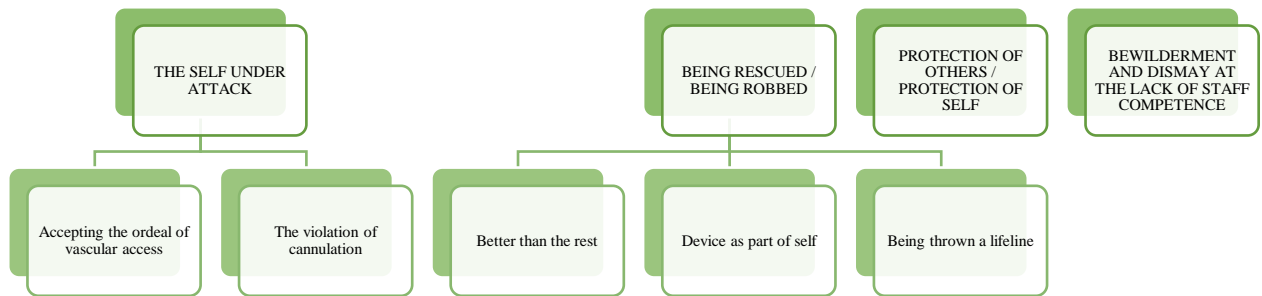 THE SELF UNDER
ATTACK
BEING RESCUED /
BEING ROBBED
PROTECTION OF
OTHERS /
PROTECTION OF
SELF
BEWILDERMENT
AND DISMAY AT
THE LACK OF STAFF
COMPETENCE
Accepting the ordeal of
vascular access
The violation of
cannulation
Better than the rest
Device as part of self
Being thrown a lifeline